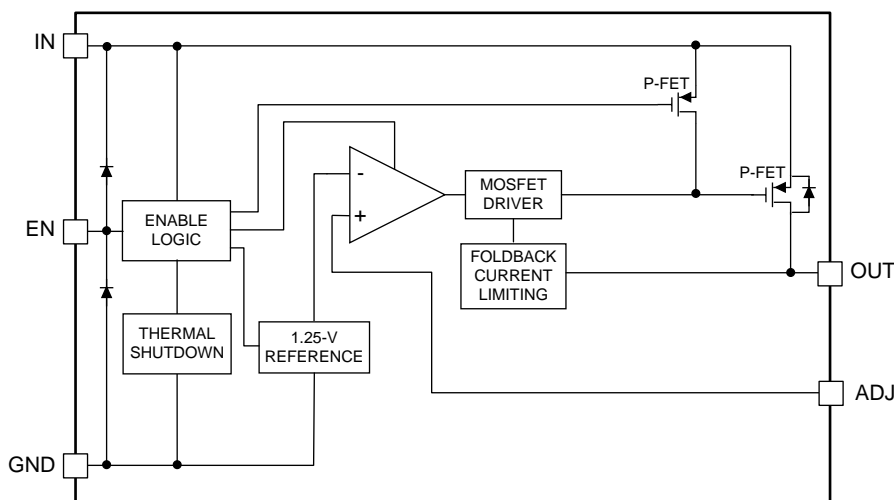 IN
P-FET
P-FET
-
MOSFET
DRIVER
EN
ENABLE
LOGIC
+
FOLDBACK
CURRENT
LIMITING
OUT
THERMAL
SHUTDOWN
1.25-V
REFERENCE
ADJ
GND